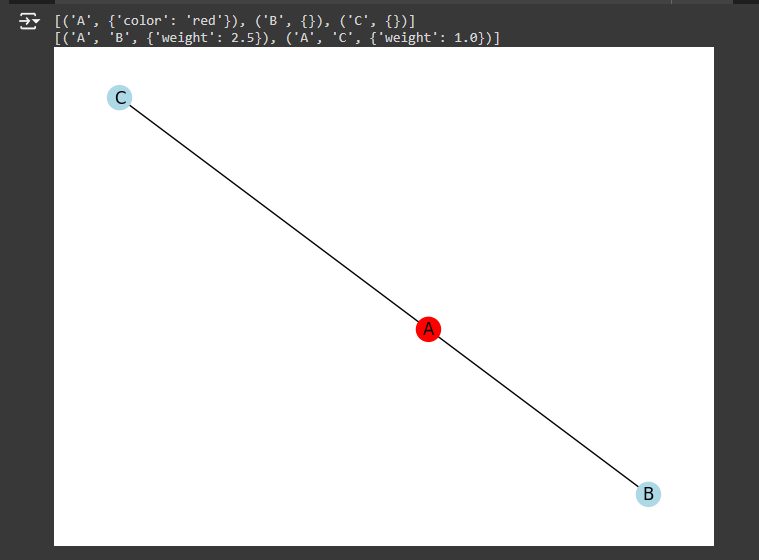 [('A', {'color': 'red'}), ('B', {}), ('C', {})]
[('A', 'B', {'weight': 2.5}), ('A', 'C', {'weight': 1.0})]
C
A
B